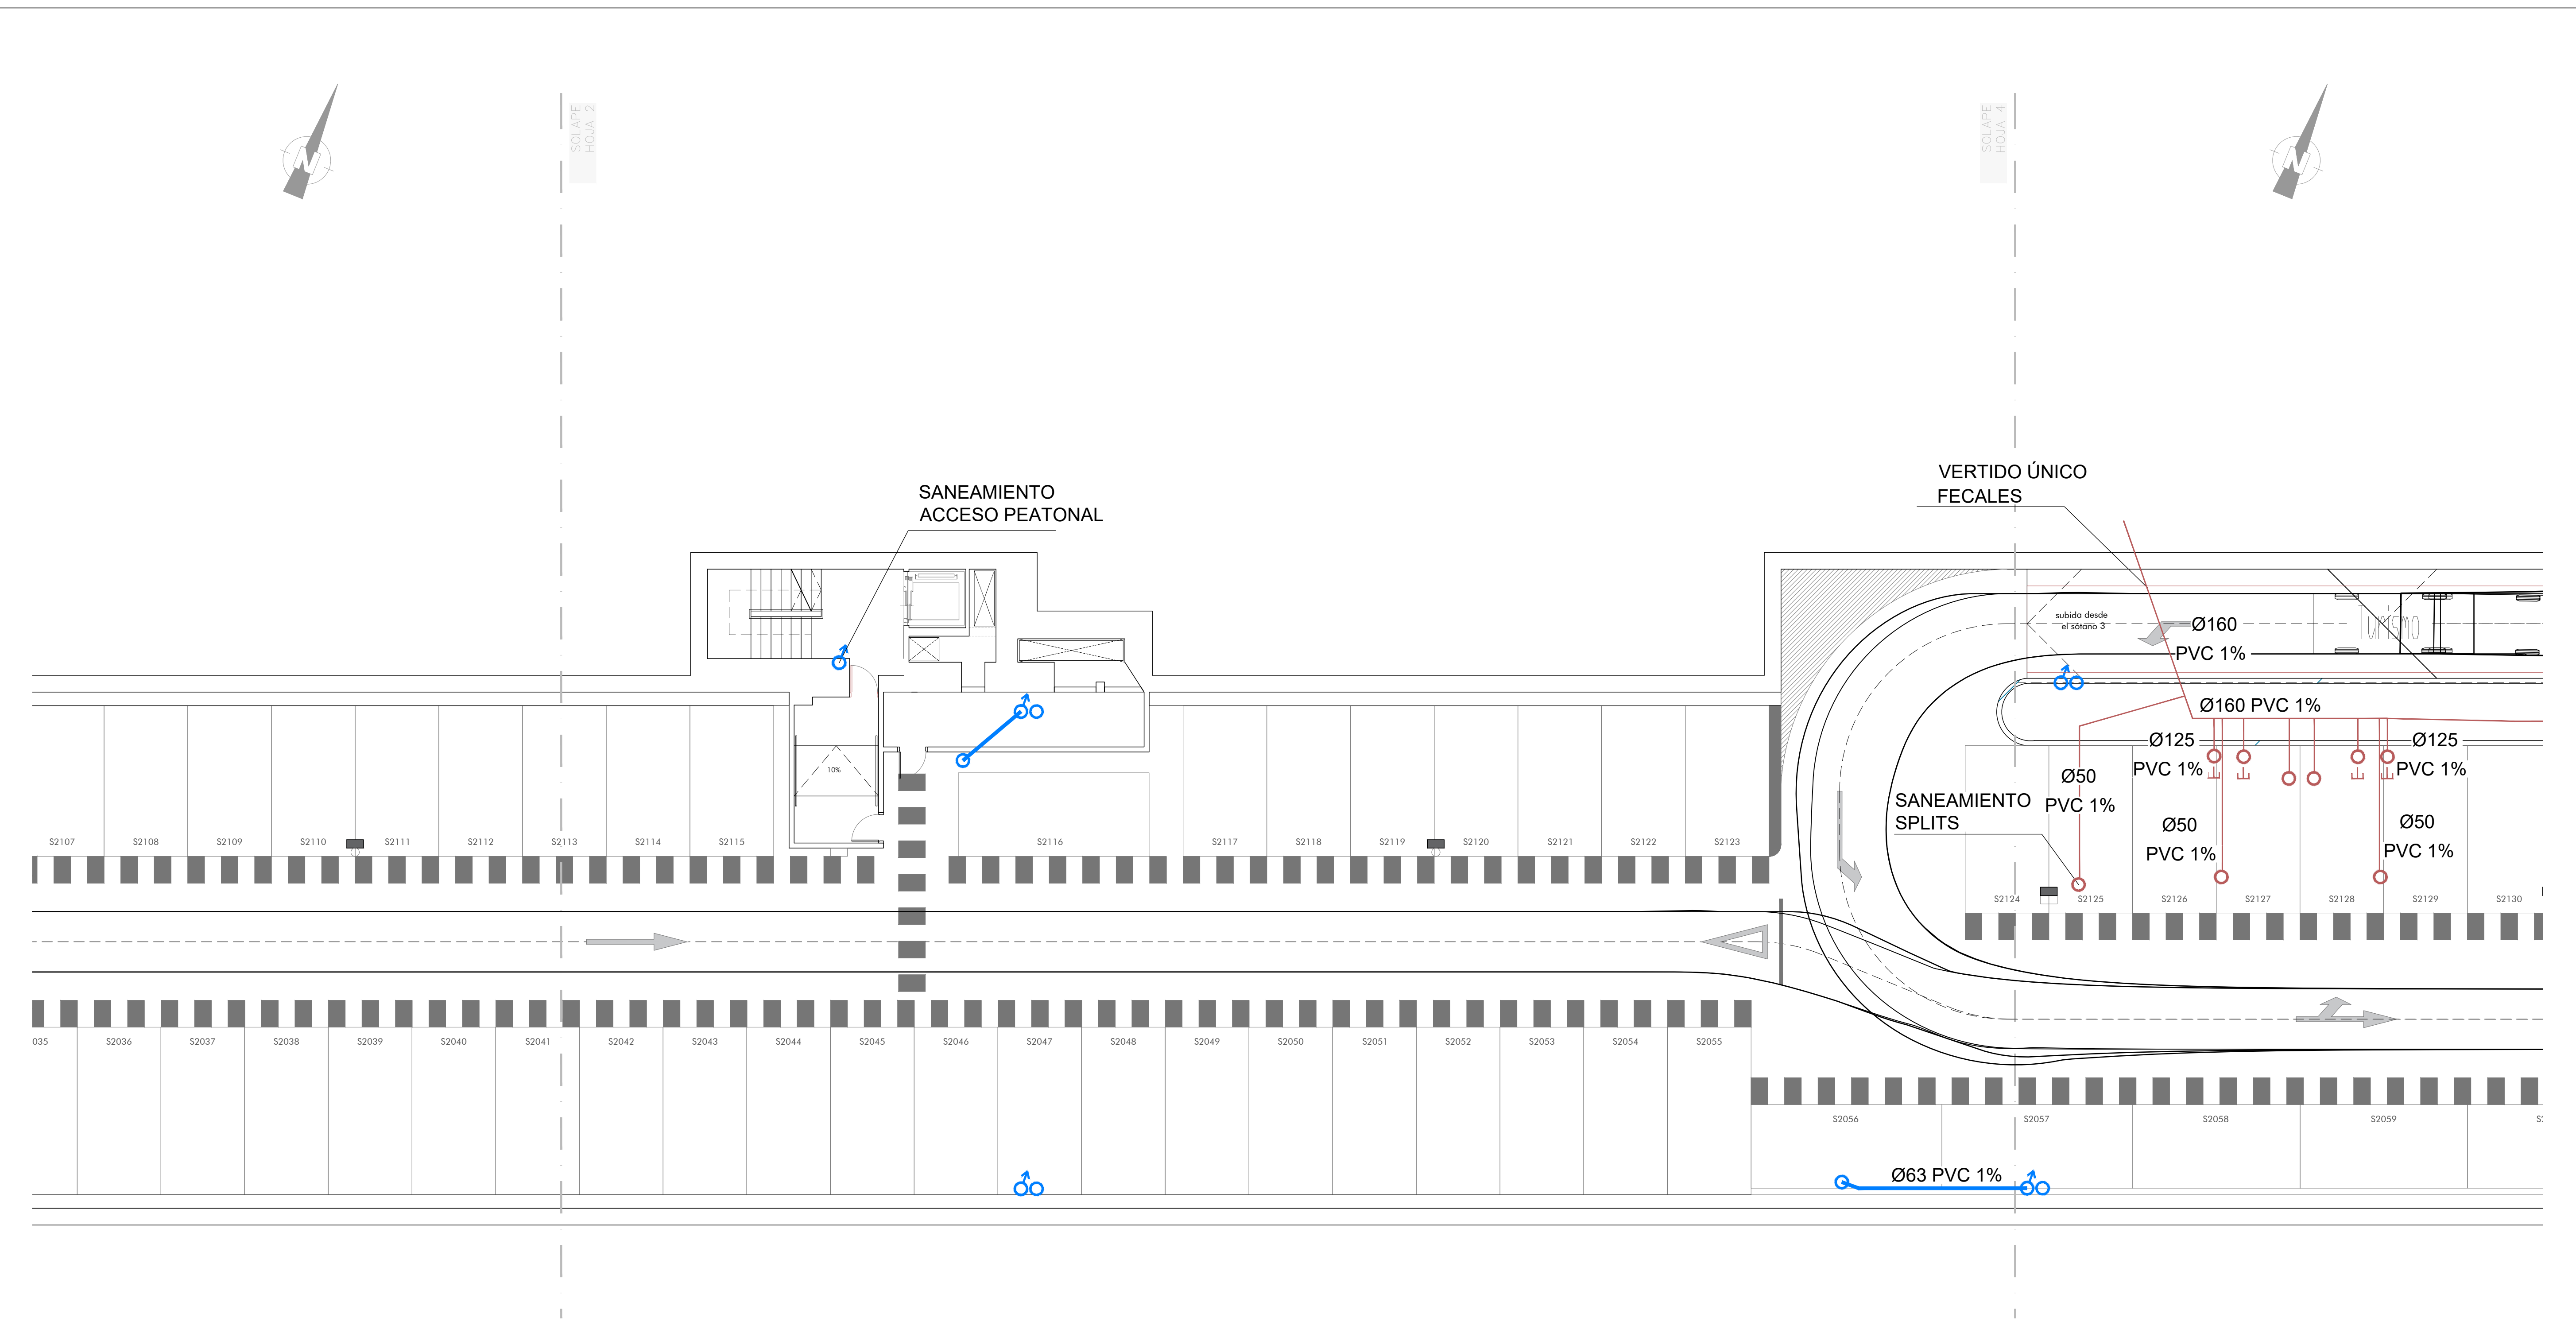 SOLAPE
HOJA 2
SOLAPE
HOJA 4
N
N
SANEAMIENTO
ACCESO PEATONAL
VERTIDO ÚNICO
FECALES
subida desde
el sótano 3
Turismo
Ø160
PVC 1%
Ø160 PVC 1%
Ø125
PVC 1%
Ø125
PVC 1%
Ø50
PVC 1%
SANEAMIENTO
SPLITS
Ø50
PVC 1%
Ø50
PVC 1%
10%
S2107
S2108
S2109
S2110
S2111
S2112
S2113
S2114
S2115
S2116
S2117
S2118
S2119
S2120
S2121
S2122
S2123
S2124
S2125
S2126
S2127
S2128
S2129
S2130
035
S2036
S2037
S2038
S2039
S2040
S2041
S2042
S2043
S2044
S2045
S2046
S2047
S2048
S2049
S2050
S2051
S2052
S2053
S2054
S2055
S2056
S2057
S2058
S2059
Ø63 PVC 1%